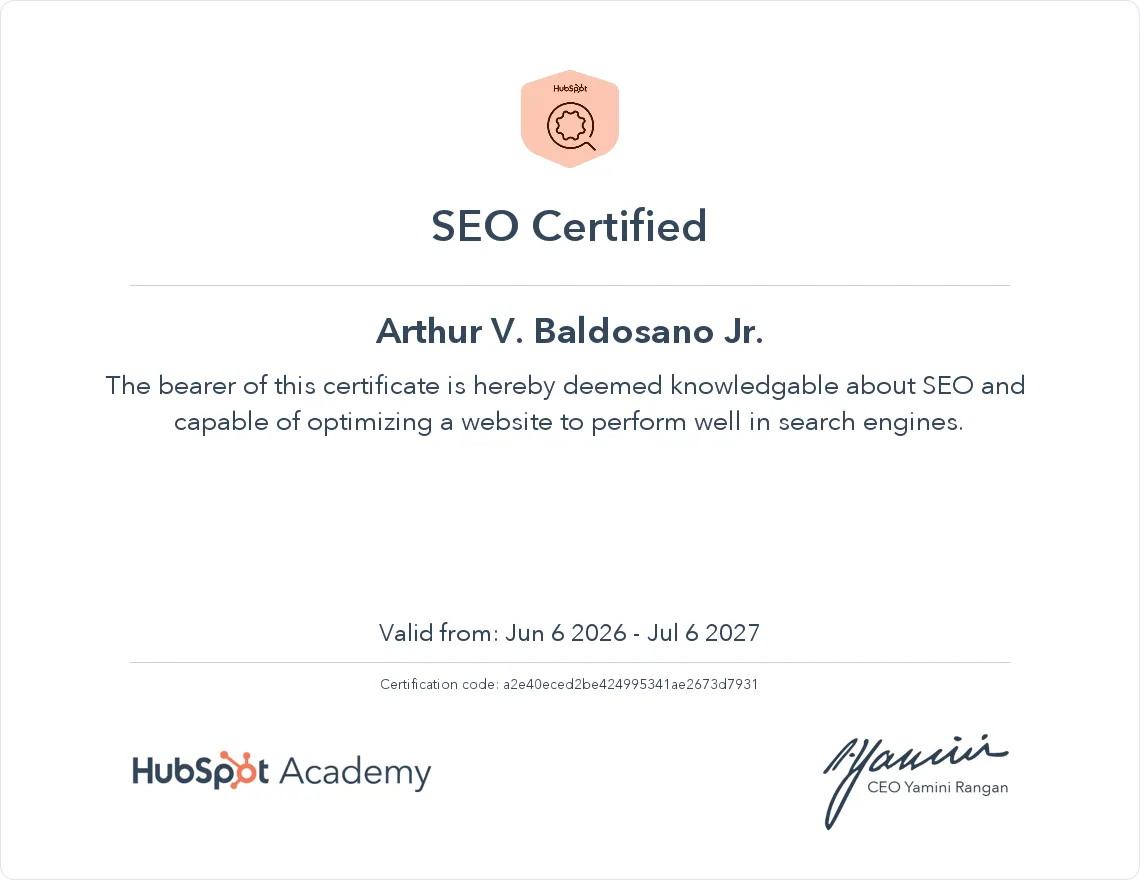 HubSpot
SEO Certified
Arthur V. Baldosano Jr.
The bearer of this certificate is hereby deemed knowledgable about SEO and
capable of optimizing a website to perform well in search engines.
Valid from: Jun 6 2026 - Jul 6 2027
Certification code: a2e40eced2be424995341ae2673d7931
HubSpot Academy
Yamini
CEO Yamini Rangan